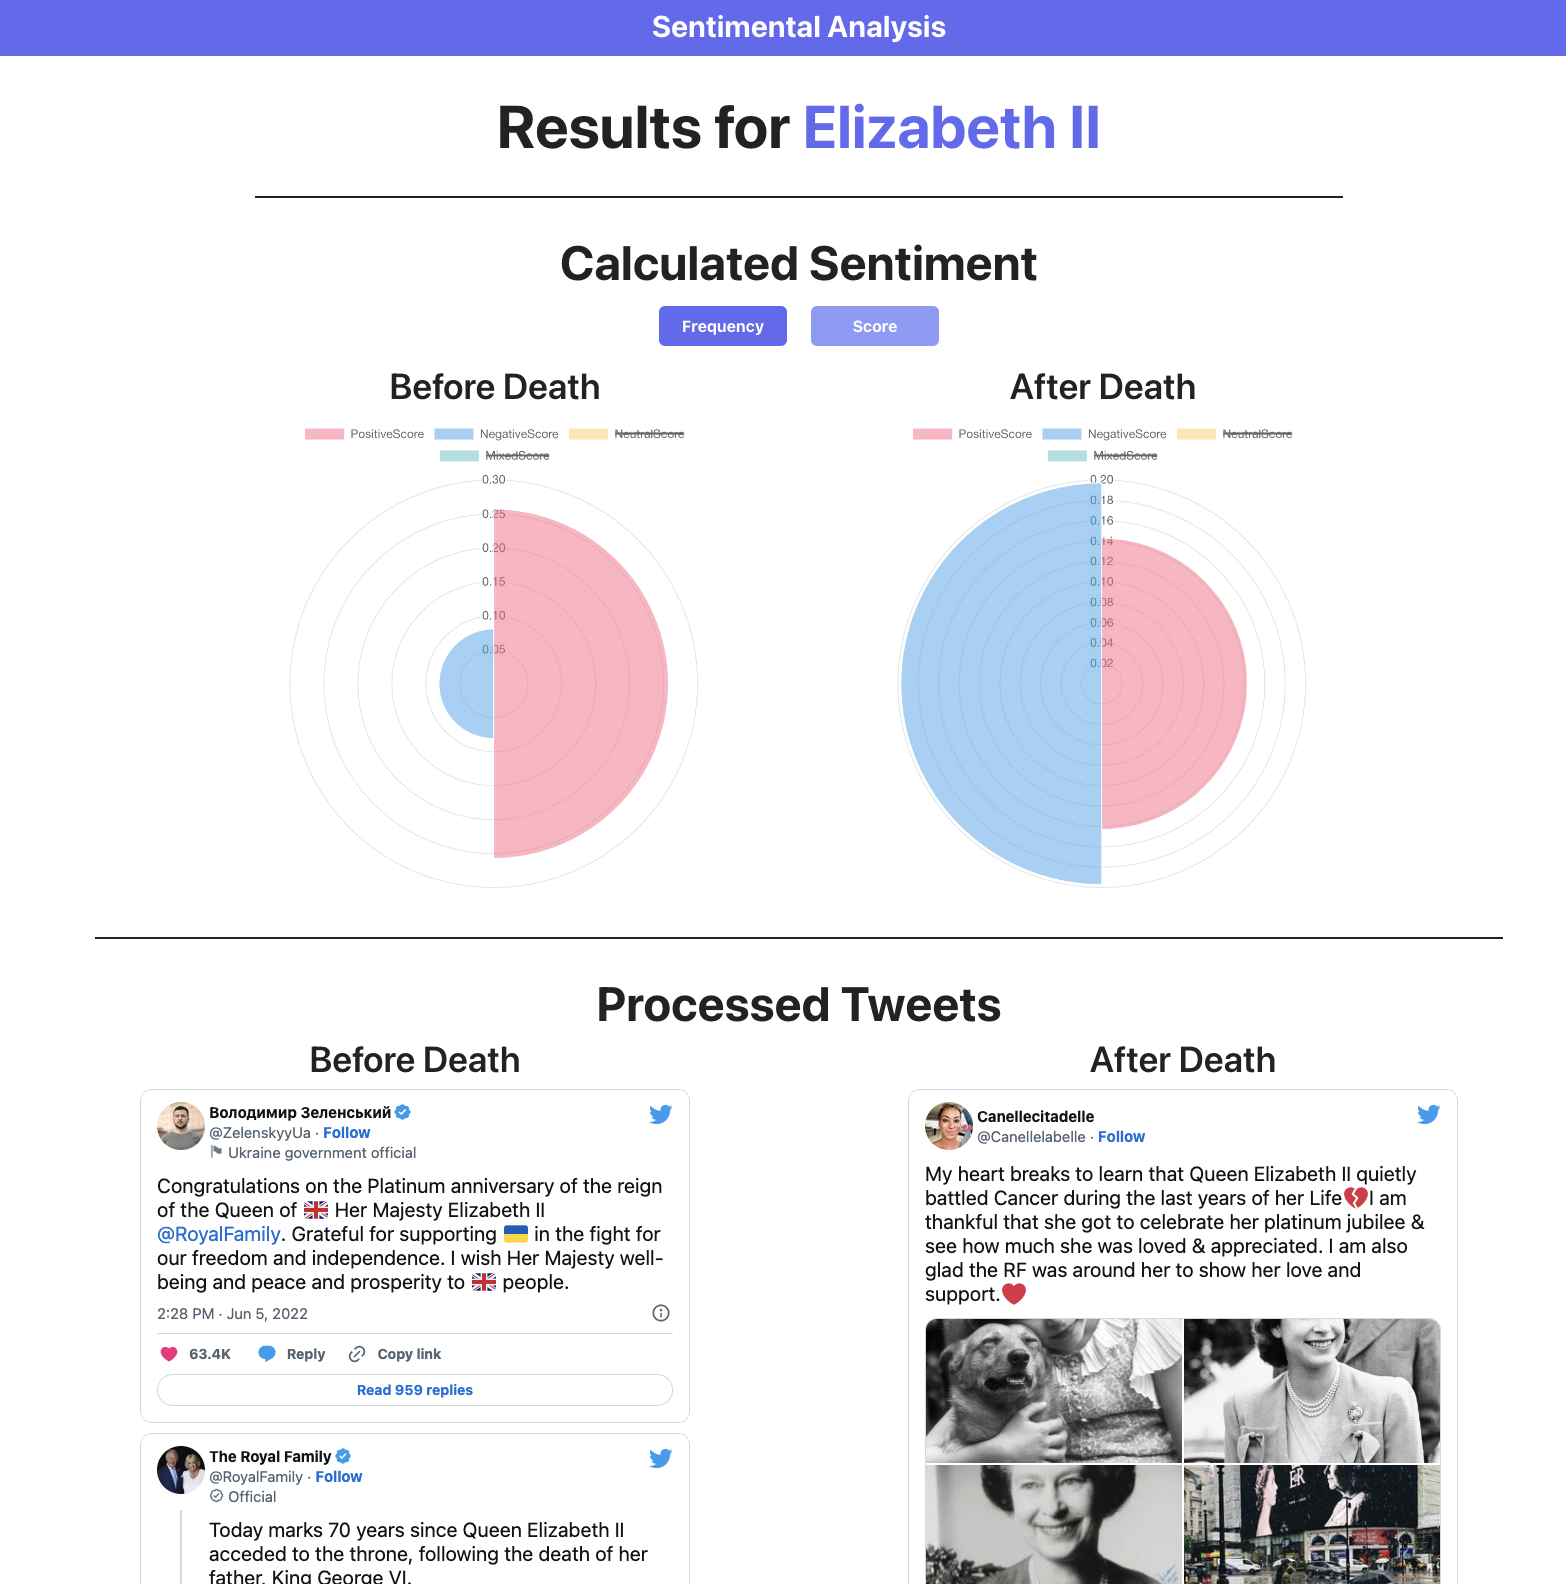 Sentimental Analysis
Results for Elizabeth II
Calculated Sentiment
Frequency
Score
Before Death
PositiveScore NegativeScore NeutralScore
MixedScore
0.30
0.25
0.20
0.15
0.10
0.05
After Death
PositiveScore NegativeScore NeutralScore
MixedScore
0.20
0.18
0.16
0.14
0.12
0.10
0.08
0.06
0.04
0.02
Processed Tweets
Before Death
Володимир Зеленський
@ZelenskyyUa · Follow
Ukraine government official
Congratulations on the Platinum anniversary of the reign
of the Queen of 🇬🇧 Her Majesty Elizabeth II
@RoyalFamily. Grateful for supporting 🇺🇦 in the fight for
our freedom and independence. I wish Her Majesty well-
being and peace and prosperity to 🇬🇧 people.
2:28 PM · Jun 5, 2022
63.4K Reply Copy link
Read 959 replies
The Royal Family
@RoyalFamily · Follow
Official
Today marks 70 years since Queen Elizabeth II
acceded to the throne, following the death of her
father, King George VI.
After Death
Canellecitadelle
@Canellelabelle · Follow
My heart breaks to learn that Queen Elizabeth II quietly
battled Cancer during the last years of her Life💔I am
thankful that she got to celebrate her platinum jubilee &
see how much she was loved & appreciated. I am also
glad the RF was around her to show her love and
support.❤️